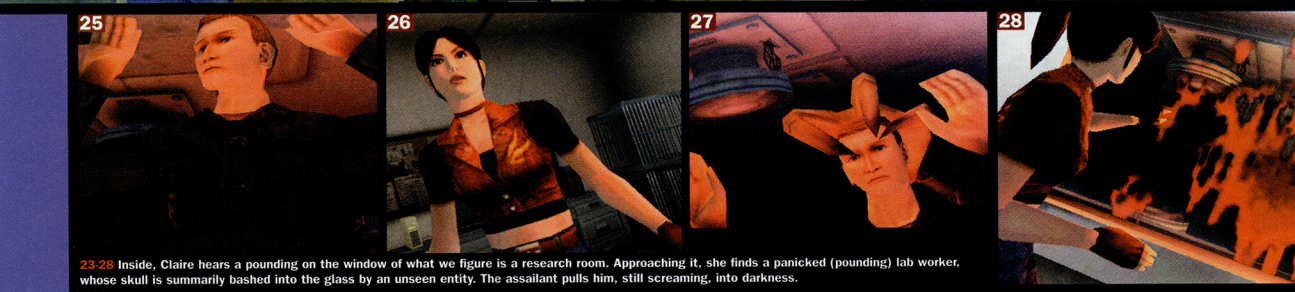 25
26
27
28
23-28 Inside, Claire hears a pounding on the window of what we figure is a research room. Approaching it, she finds a panicked (pounding) lab worker,
whose skull is summarily bashed into the glass by an unseen entity. The assailant pulls him, still screaming, into darkness.